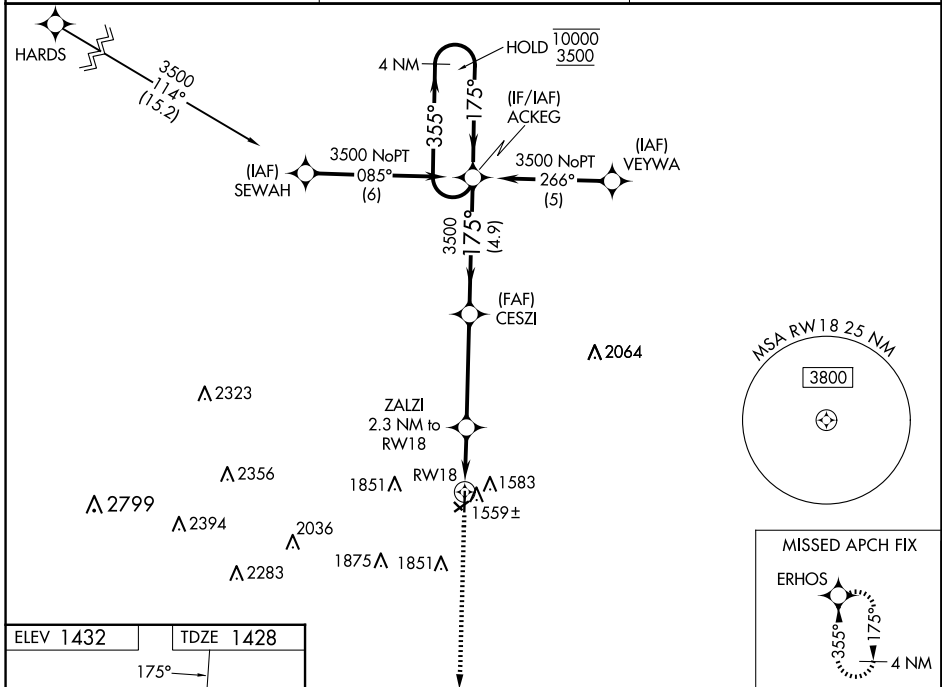 HARDS
3500
114°
(15.2)
4 NM
HOLD 10000
3500
355°
175°
(IF/IAF)
ACKEG
(IAF)
SEWAH
3500 NoPT
085°
(6)
3500 NoPT
266°
(5)
(IAF)
VEYWA
3500
175°
(4.9)
(FAF)
CESZI
2064
MSA RW18 25 NM
3800
2323
ZALZI
2.3 NM to
RW18
2356
1851
RW18
1583
2799
1559±
2394
2036
2283
1875
1851
MISSED APCH FIX
ERHOS
355°
175°
4 NM
ELEV 1432
TDZE 1428
175°